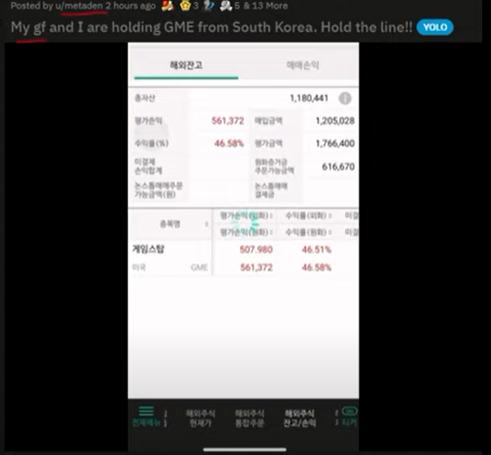 Posted by u/metaden 2 hours ago 3 5 & 13 More
My gf and I are holding GME from South Korea. Hold the line!! YOLO
해외잔고 매매손익
총자산 1,180,441
평가손익 561,372 매입금액 1,205,028
수익률(%) 46.58% 평가금액 1,766,400
미결제
손익합계
원화증거금
주문가능금액 616,670
논스톱매매주문
가능금액(원)
논스톱매매
결제금
종목명
평가손익(외화) 수익률(외화) 미결
평가손익(원화) 수익률(원화) 미결
게임스탑 507.980 46.51%
미국 GME 561,372 46.58%
전체메뉴
해외주식
현재가
해외주식
통합주문
해외주식
잔고/손익
티커